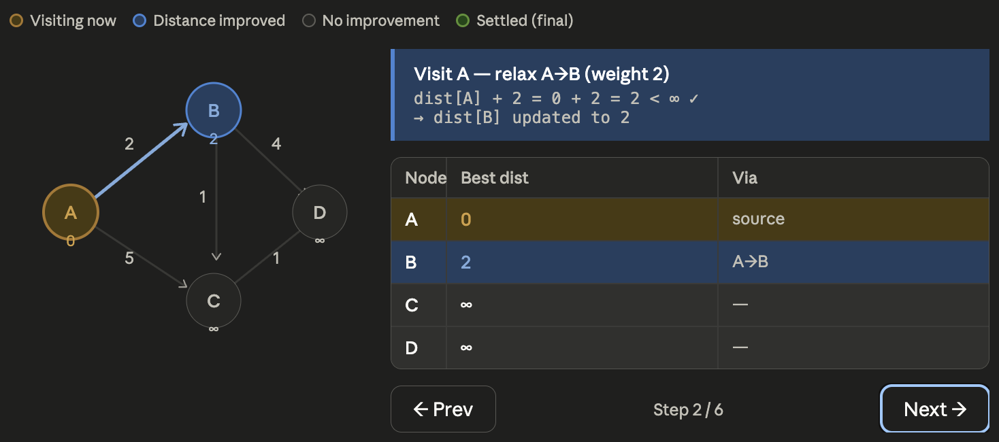 Visiting now Distance improved No improvement Settled (final)
Visit A — relax A→B (weight 2)
dist[A] + 2 = 0 + 2 = 2 < ∞ ✓
→ dist[B] updated to 2
B
2
2
4
1
A
0
D
∞
5
1
C
∞
Node Best dist Via
A 0 source
B 2 A→B
C ∞ —
D ∞ —
← Prev Step 2 / 6 Next →